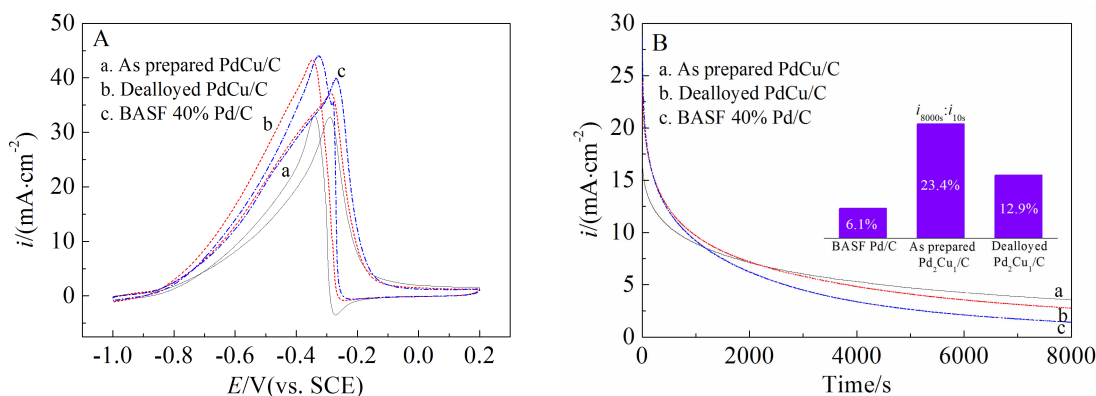 A
a. As prepared PdCu/C
b. Dealloyed PdCu/C
c. BASF 40% Pd/C
c
b
a
50
40
30
20
10
0
i/(mA·cm⁻²)
-1.0 -0.8 -0.6 -0.4 -0.2 0.0 0.2
E/V(vs. SCE)
B
a. As prepared PdCu/C
b. Dealloyed PdCu/C
c. BASF 40% Pd/C
i₈₀₀₀ₛ:i₁₀ₛ
23.4%
12.9%
6.1%
BASF Pd/C
As prepared
Pd₂Cu₁/C
Dealloyed
Pd₂Cu₁/C
a
b
c
30
25
20
15
10
5
0
i/(mA·cm⁻²)
0 2000 4000 6000 8000
Time/s